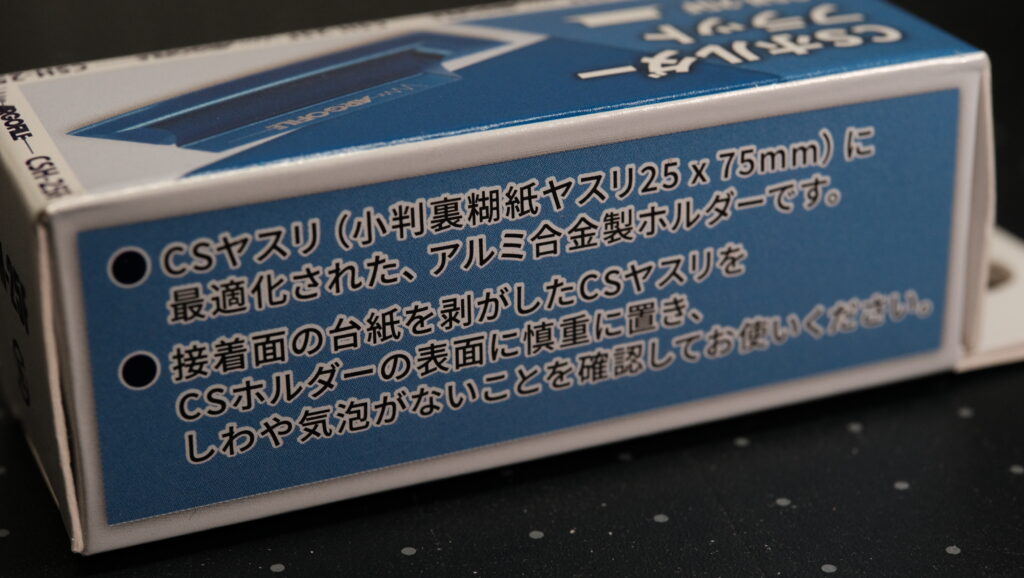 CSホルダー
フラット
ARGOFILE
CSヤスリ（小判裏糊紙ヤスリ25 x 75mm）に
最適化された、アルミ合金製ホルダーです。
接着面の台紙を剥がしたCSヤスリを
CSホルダーの表面に慎重に置き、
しわや気泡がないことを確認してお使いください。